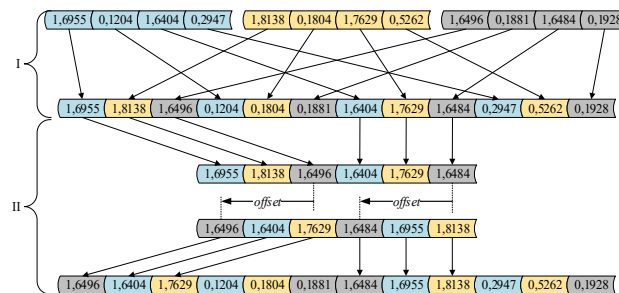 1,6955 0,1204 1,6404 0,2947 1,8138 0,1804 1,7629 0,5262 1,6496 0,1881 1,6484 0,1928
I
1,6955 1,8138 1,6496 0,1204 0,1804 0,1881 1,6404 1,7629 1,6484 0,2947 0,5262 0,1928
1,6955 1,8138 1,6496 1,6404 1,7629 1,6484
II
offset offset
1,6496 1,6404 1,7629 1,6484 1,6955 1,8138
1,6496 1,6404 1,7629 0,1204 0,1804 0,1881 1,6484 1,6955 1,8138 0,2947 0,5262 0,1928